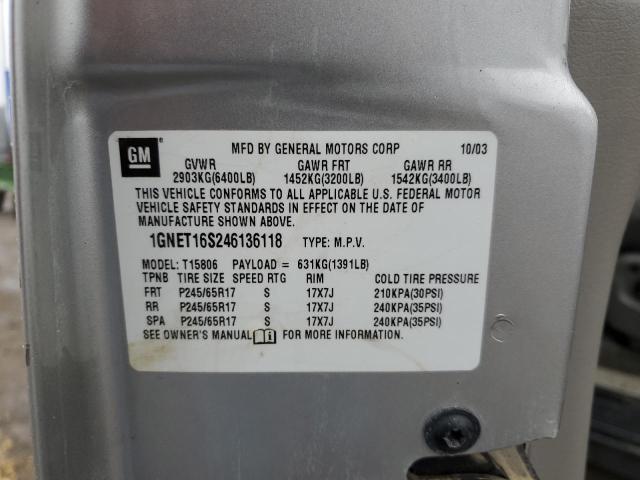 GM ® MFD BY GENERAL MOTORS CORP 10/03
GVWR GAWR FRT GAWR RR
2903KG(6400LB) 1452KG(3200LB) 1542KG(3400LB)
THIS VEHICLE CONFORMS TO ALL APPLICABLE U.S. FEDERAL MOTOR
VEHICLE SAFETY STANDARDS IN EFFECT ON THE DATE OF
MANUFACTURE SHOWN ABOVE.
1GNET16S246136118 TYPE: M.P.V.
MODEL: T15806 PAYLOAD = 631KG(1391LB)
TPNB TIRE SIZE SPEED RTG RIM COLD TIRE PRESSURE
FRT P245/65R17 S 17X7J 210KPA(30PSI)
RR P245/65R17 S 17X7J 240KPA(35PSI)
SPA P245/65R17 S 17X7J 240KPA(35PSI)
SEE OWNER'S MANUAL FOR MORE INFORMATION.